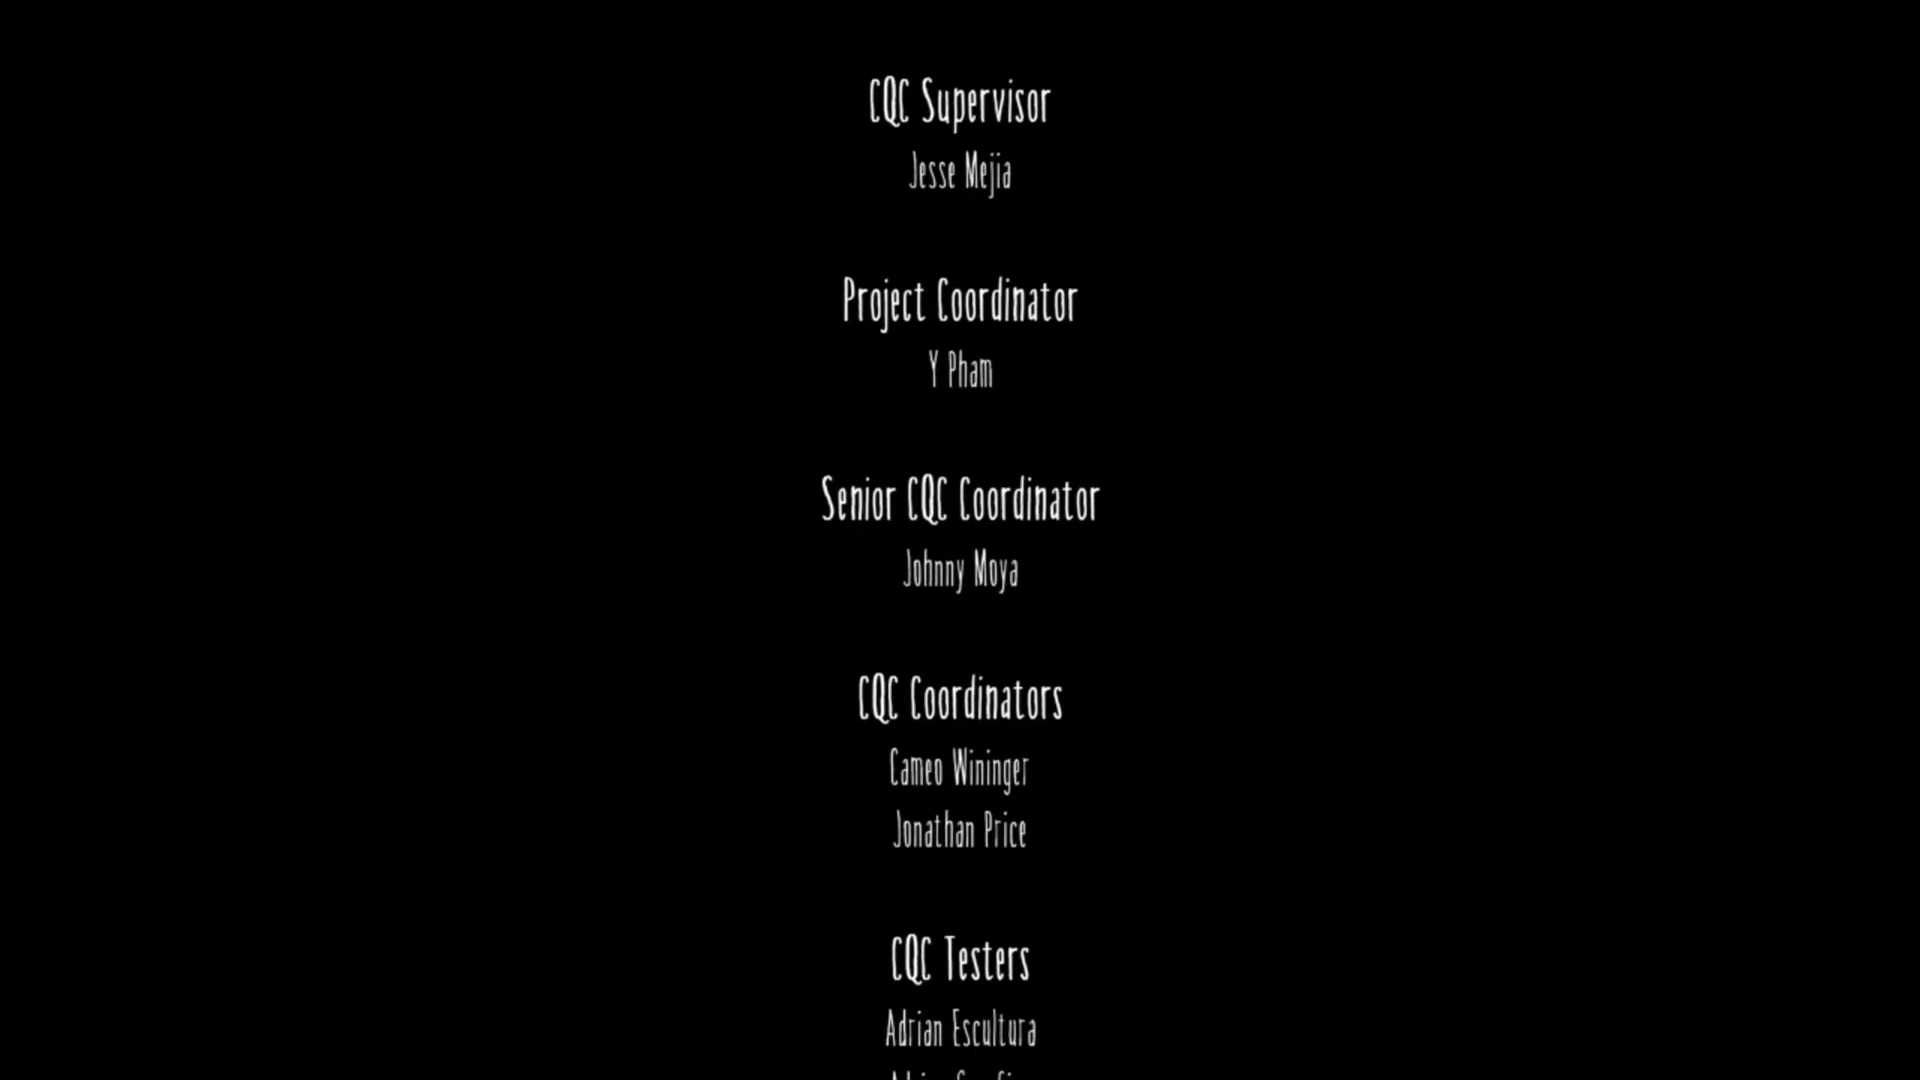 CQC Supervisor
Jesse Mejia
Project Coordinator
Y Pham
Senior CQC Coordinator
Johnny Moya
CQC Coordinators
Cameo Wininger
Jonathan Price
CQC Testers
Adrian Escultura